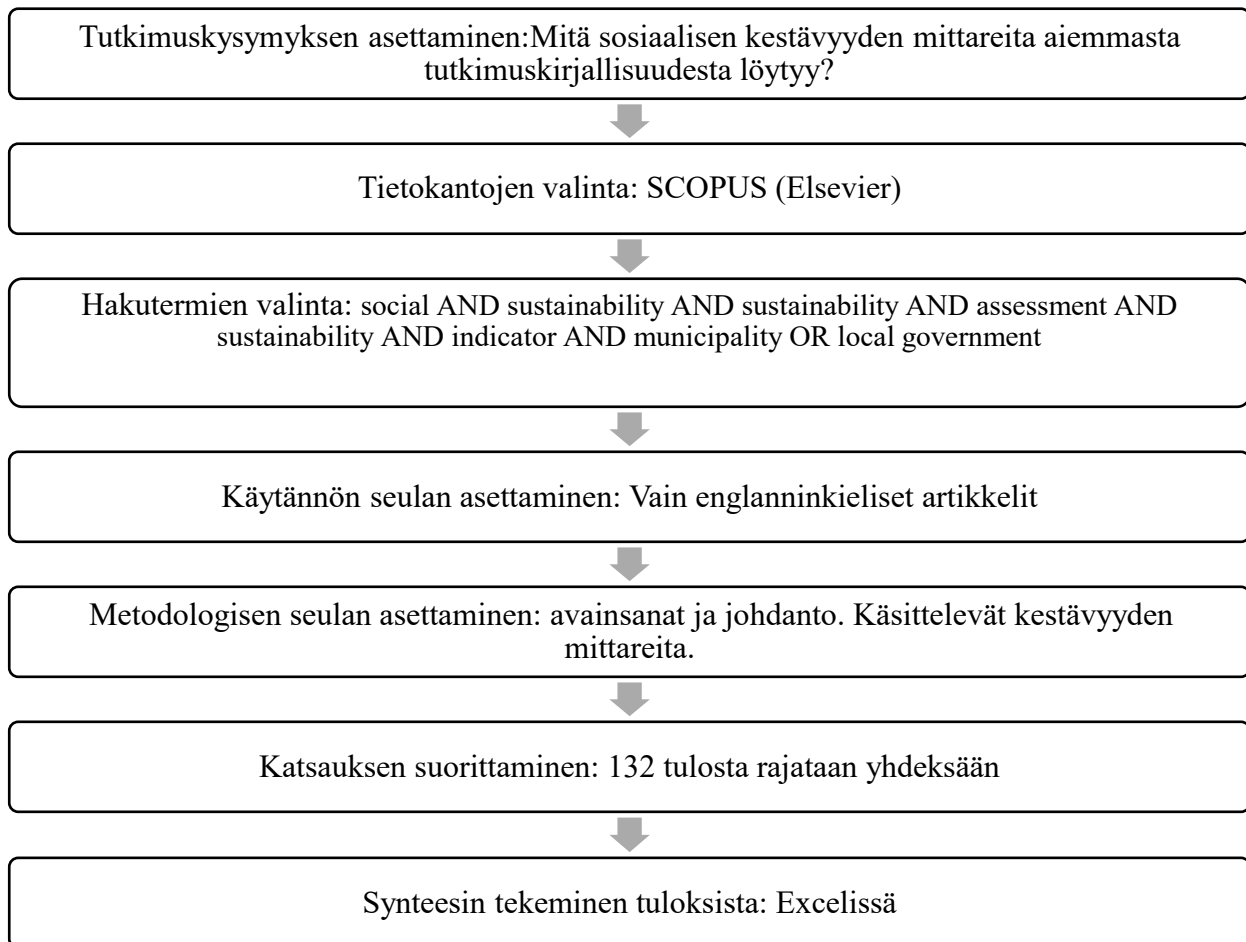 Tutkimuskysymyksen asettaminen:Mitä sosiaalisen kestävyyden mittareita aiemmasta
tutkimuskirjallisuudesta löytyy?
Tietokantojen valinta: SCOPUS (Elsevier)
Hakutermien valinta: social AND sustainability AND sustainability AND assessment AND
sustainability AND indicator AND municipality OR local government
Käytännön seulan asettaminen: Vain englanninkieliset artikkelit
Metodologisen seulan asettaminen: avainsanat ja johdanto. Käsittelevät kestävyyden
mittareita.
Katsauksen suorittaminen: 132 tulosta rajataan yhdeksään
Synteesin tekeminen tuloksista: Excelissä